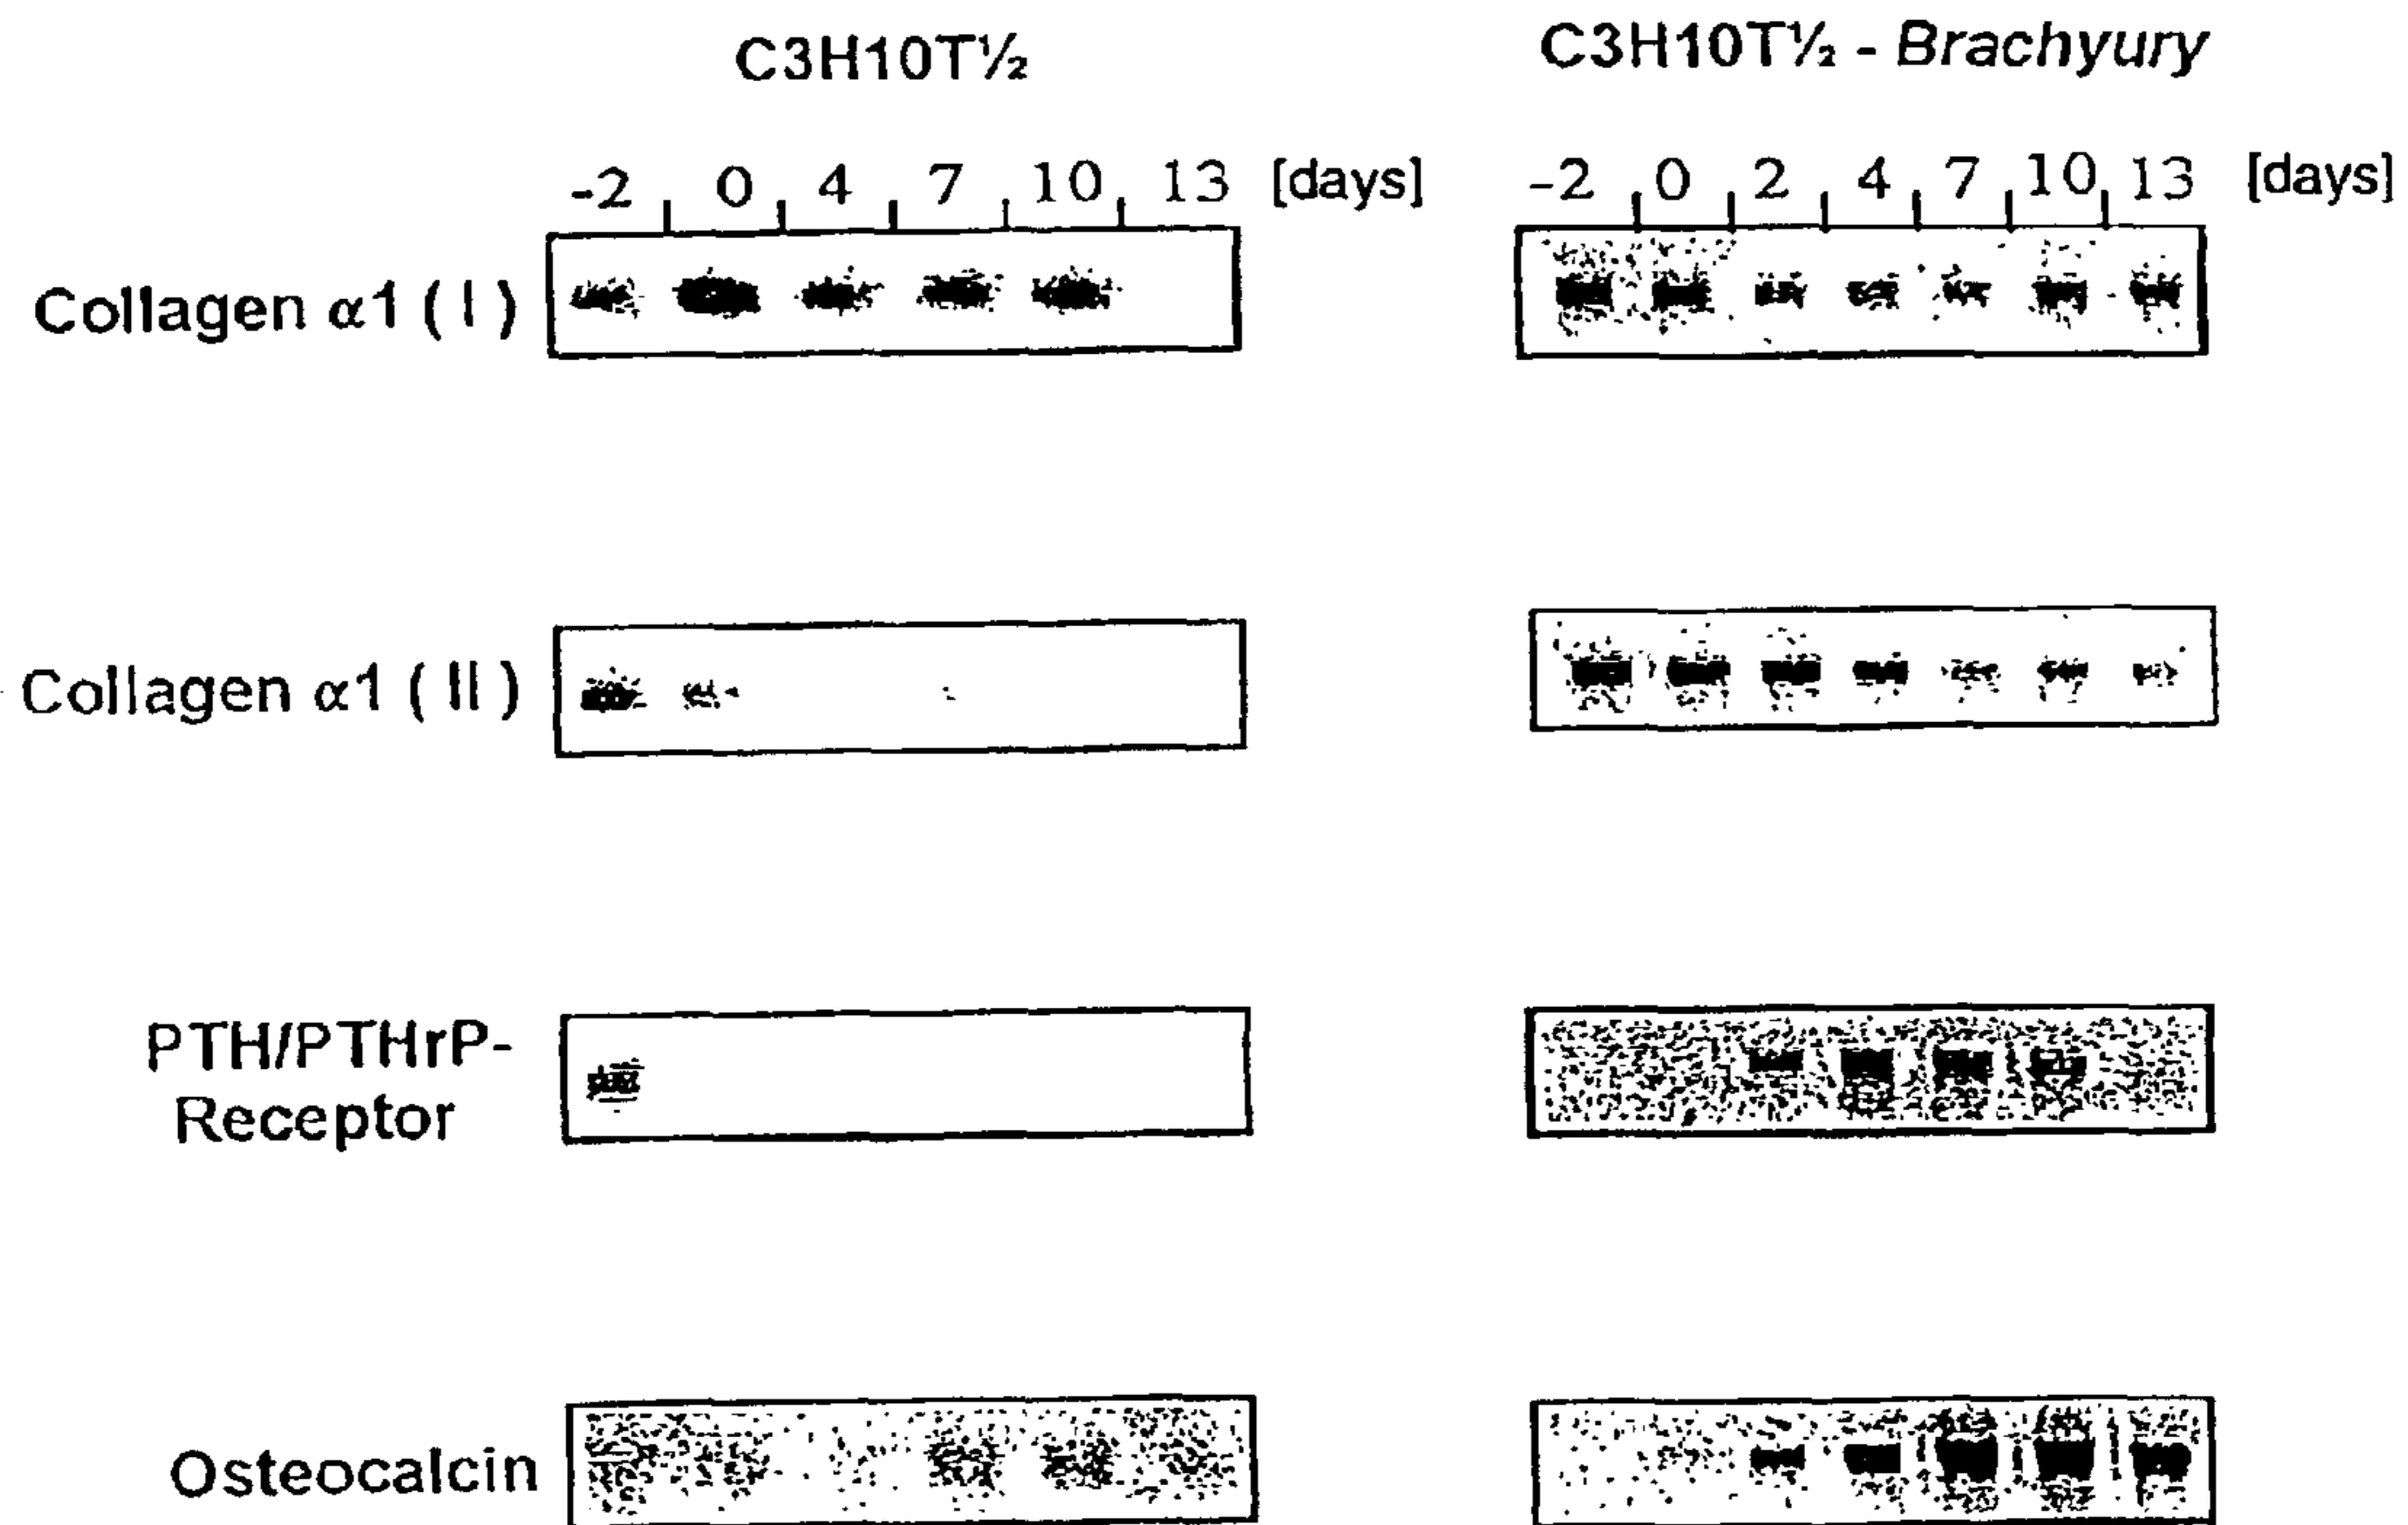 C3H10T½
C3H10T½ - Brachyury
-2 0 4 7 10 13 [days]
-2 0 2 4 7 10 13 [days]
Collagen α1 ( I )
Collagen α1 ( II )
PTH/PTHrP-
Receptor
Osteocalcin